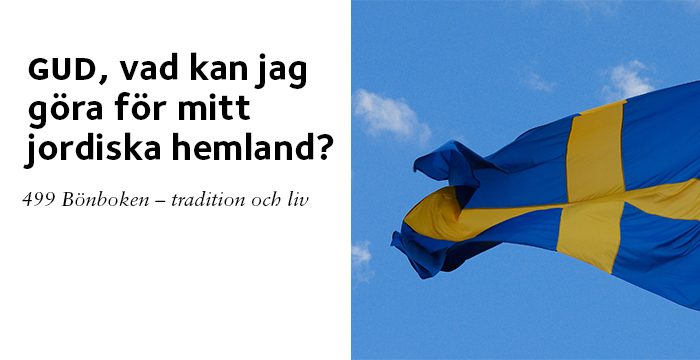 GUD, vad kan jag
göra för mitt
jordiska hemland?
499 Bönboken – tradition och liv